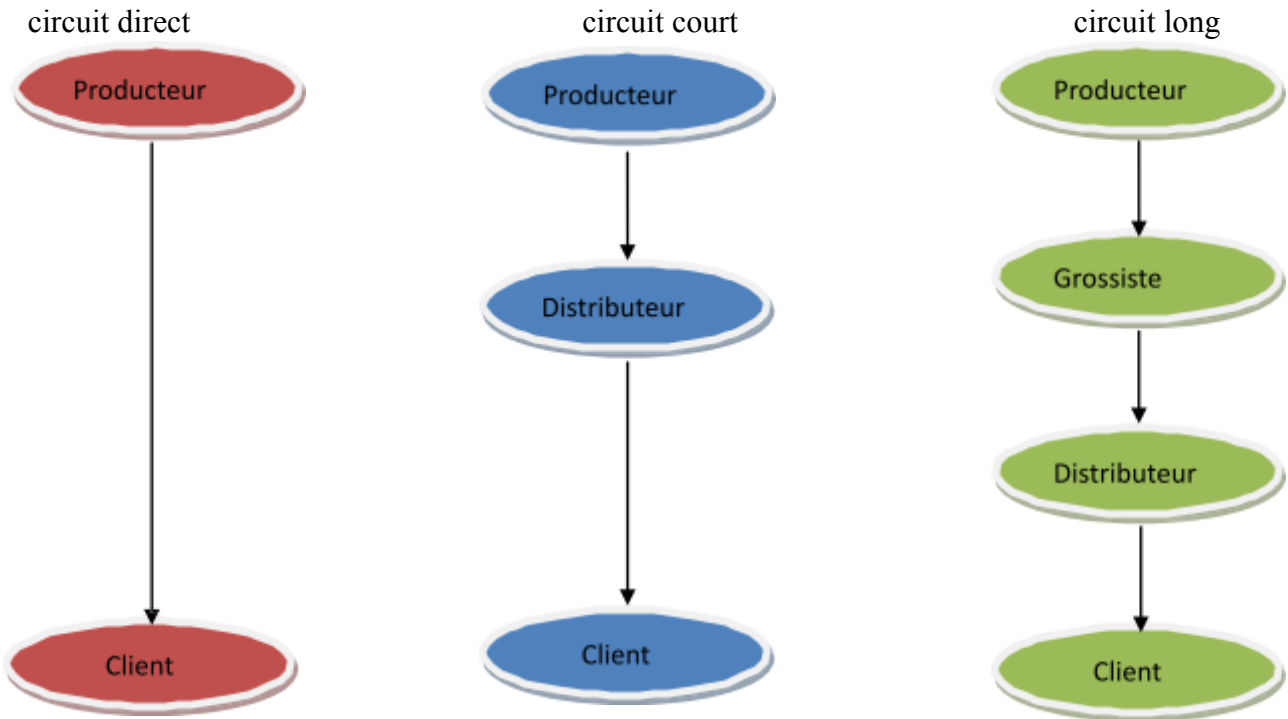 circuit direct
Producteur
Client
circuit court
Producteur
Distributeur
Client
circuit long
Producteur
Grossiste
Distributeur
Client